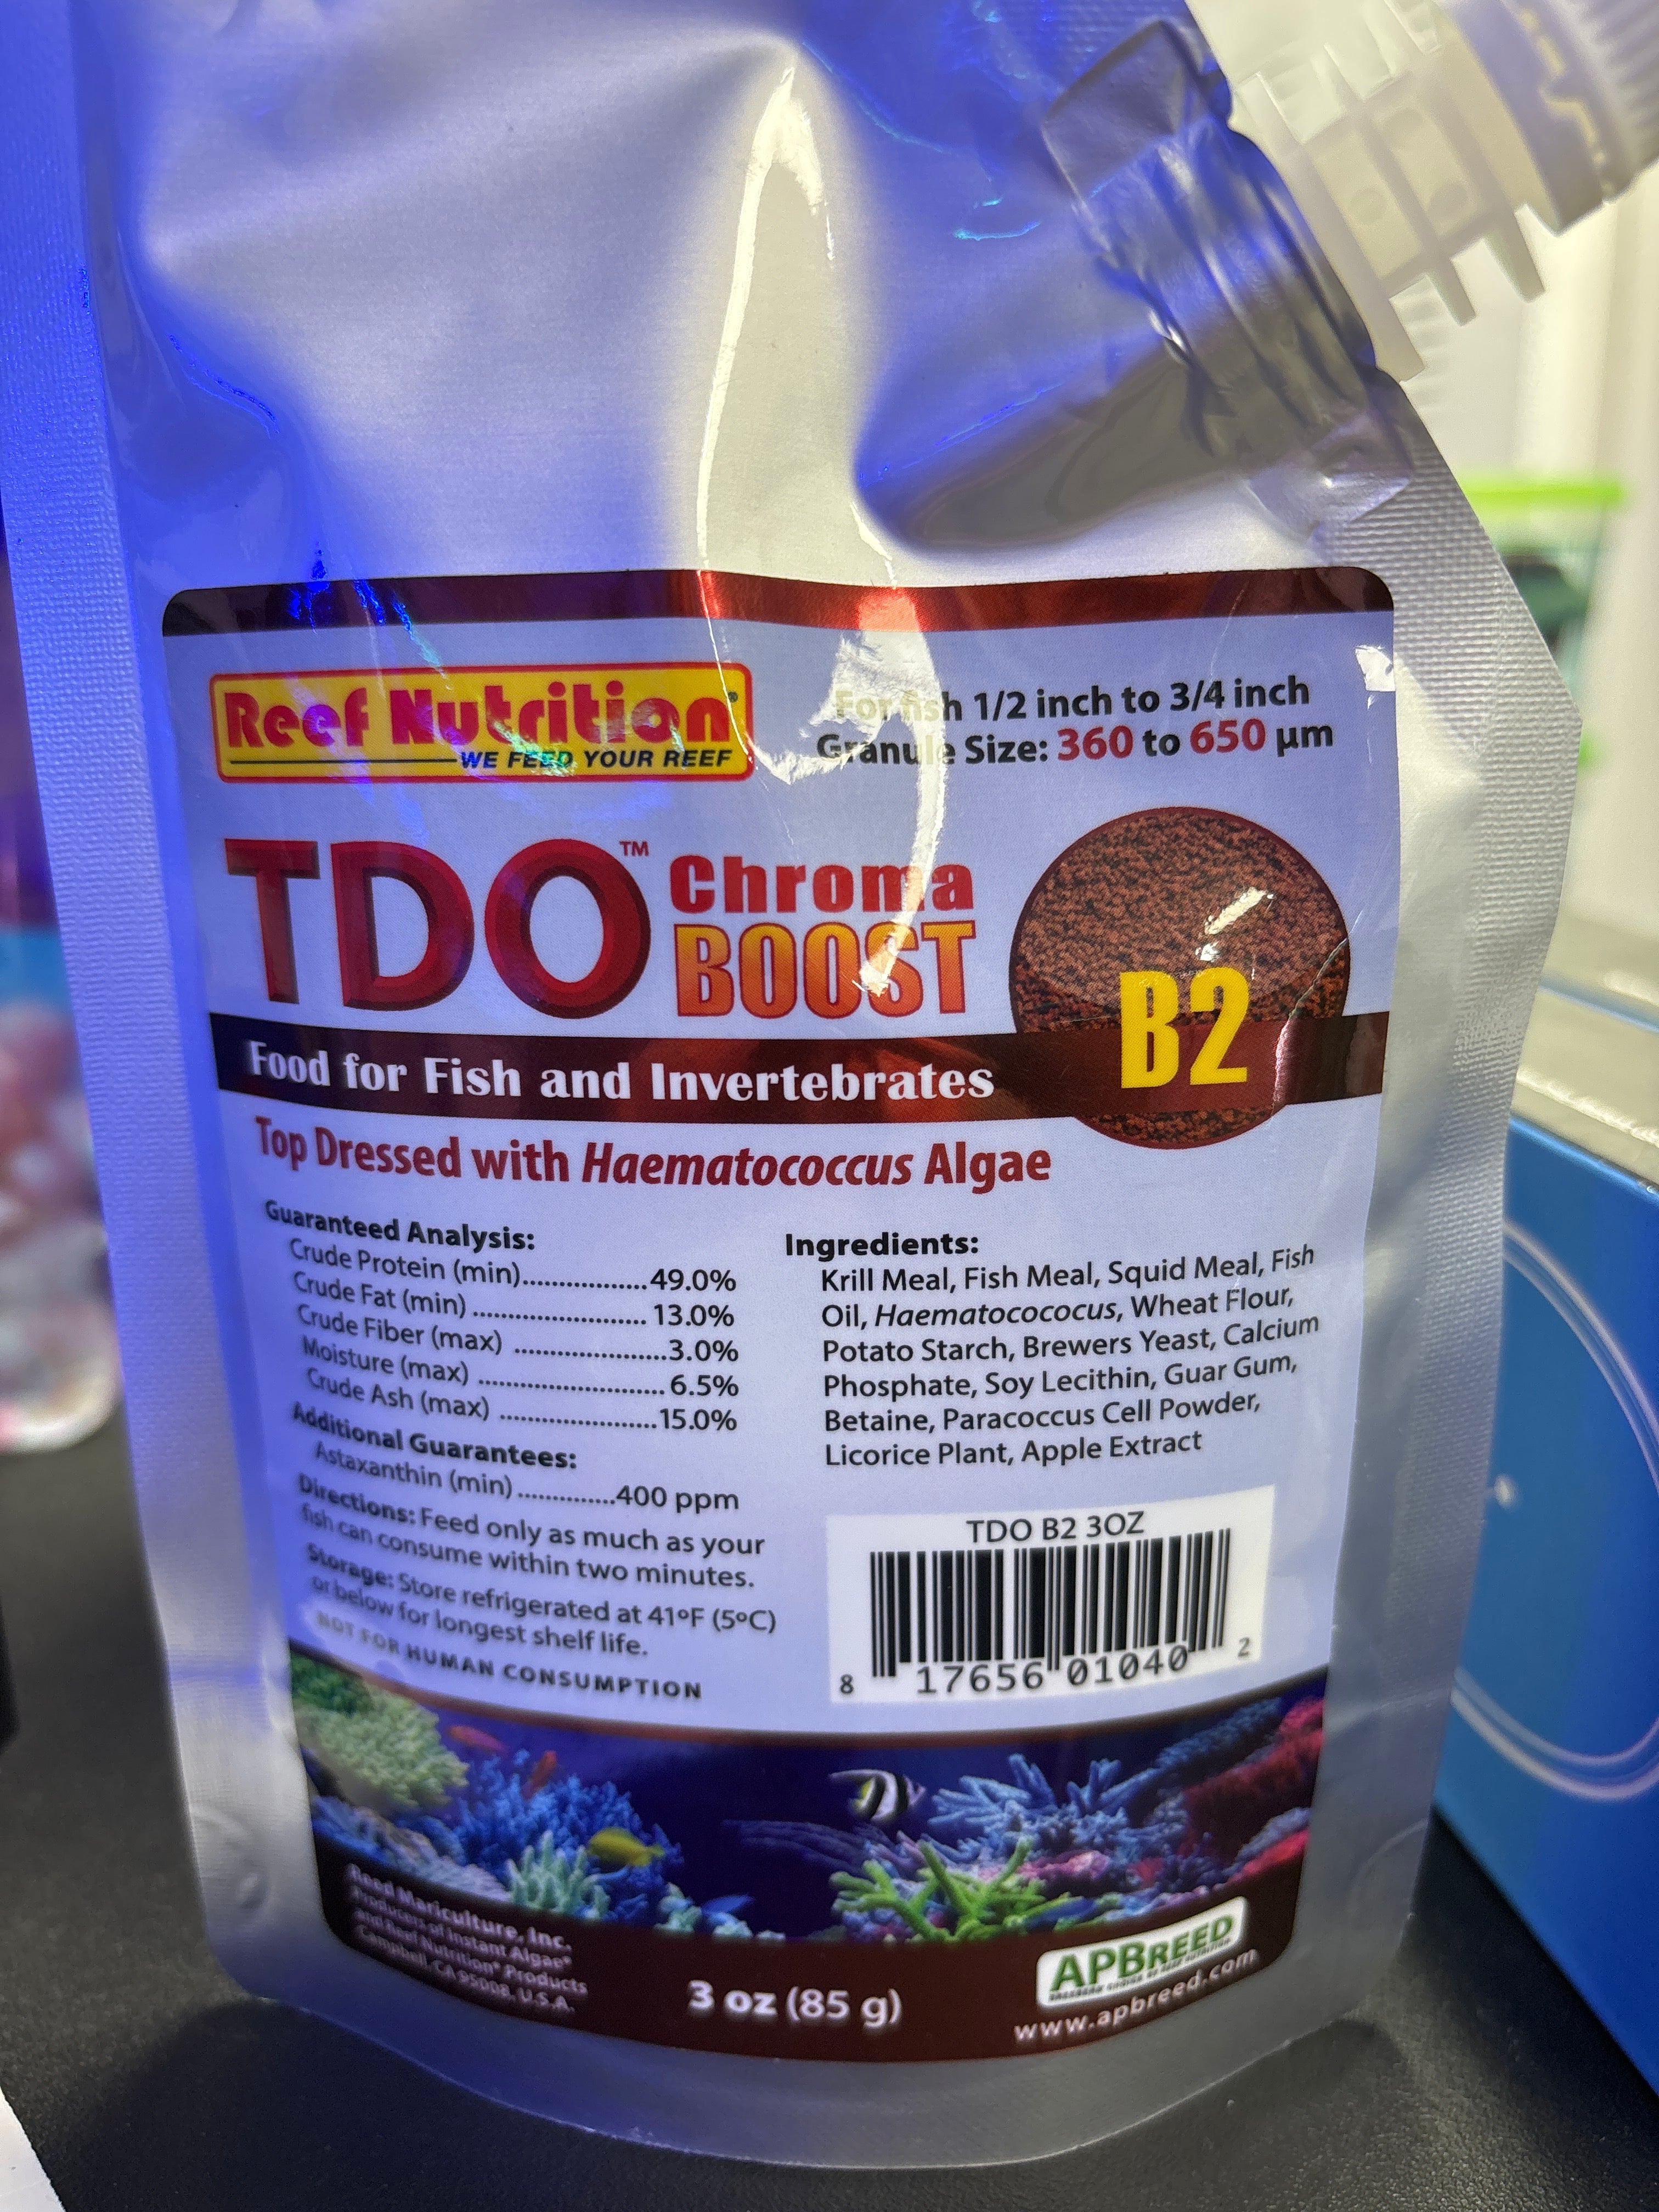 Reef Nutrition®
WE FEED YOUR REEF
For fish 1/2 inch to 3/4 inch
Granule Size: 360 to 650 µm
TDO™ Chroma
BOOST
B2
Food for Fish and Invertebrates
Top Dressed with Haematococcus Algae
Guaranteed Analysis:
Crude Protein (min)..................49.0%
Crude Fat (min) .........................13.0%
Crude Fiber (max) ......................3.0%
Moisture (max) ...........................6.5%
Crude Ash (max) .......................15.0%
Additional Guarantees:
Astaxanthin (min) ..............400 ppm
Directions: Feed only as much as your
fish can consume within two minutes.
Storage: Store refrigerated at 41ºF (5ºC)
or below for longest shelf life.
NOT FOR HUMAN CONSUMPTION
Ingredients:
Krill Meal, Fish Meal, Squid Meal, Fish
Oil, Haematocococus, Wheat Flour,
Potato Starch, Brewers Yeast, Calcium
Phosphate, Soy Lecithin, Guar Gum,
Betaine, Paracoccus Cell Powder,
Licorice Plant, Apple Extract
TDO B2 3OZ
8 17656 01040 2
Reed Mariculture, Inc.
Producers of Instant Algae®
and Reef Nutrition® Products
Campbell, CA 95008, U.S.A.
3 oz (85 g)
APBREED
www.apbreed.com